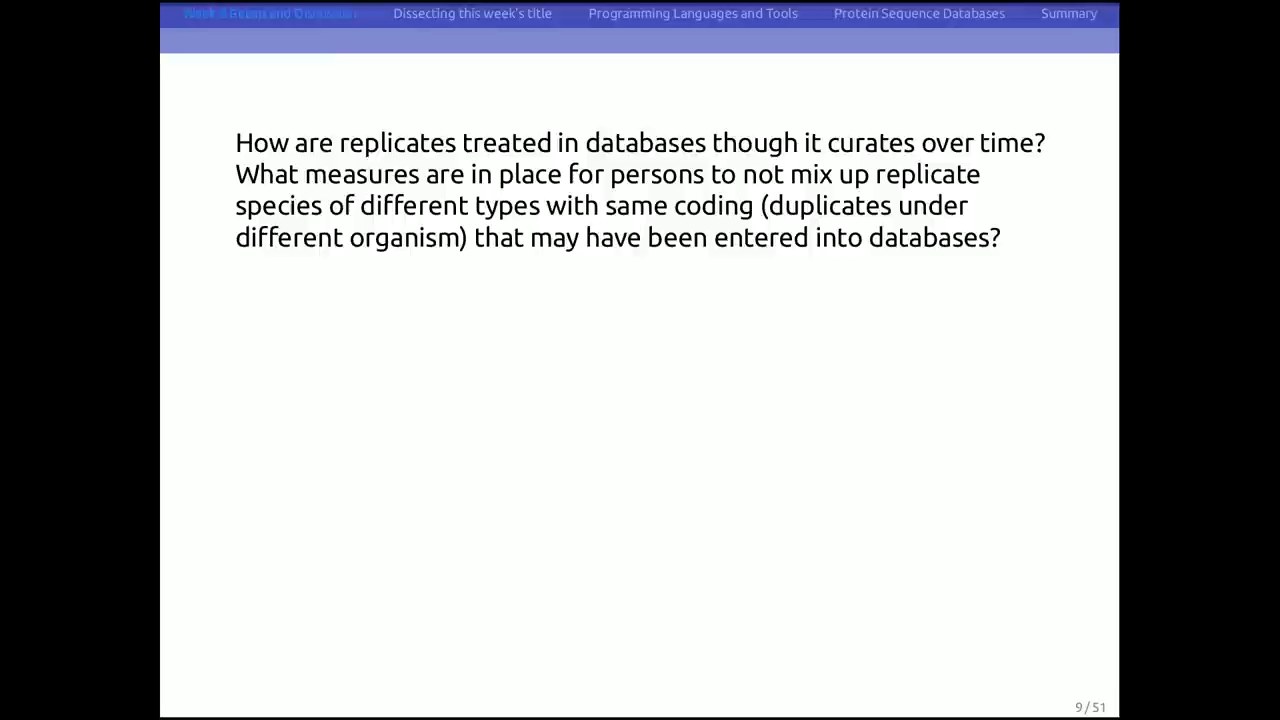 Dissecting this week's title Programming Languages and Tools Protein Sequence Databases Summary
How are replicates treated in databases though it curates over time?
What measures are in place for persons to not mix up replicate
species of different types with same coding (duplicates under
different organism) that may have been entered into databases?
9 / 51